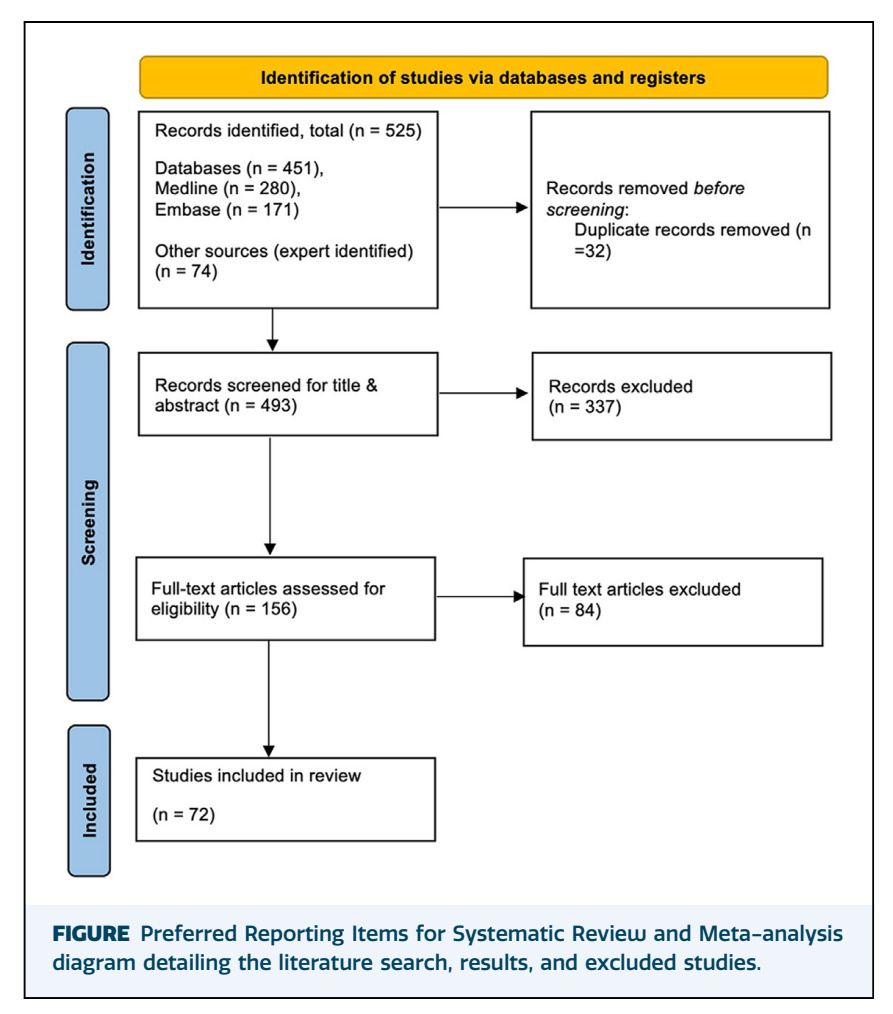 Identification of studies via databases and registers
Identification
Records identified, total (n = 525)
Databases (n = 451),
Medline (n = 280),
Embase (n = 171)
Other sources (expert identified)
(n = 74)
Records removed before
screening:
Duplicate records removed (n
=32)
Screening
Records screened for title &
abstract (n = 493)
Records excluded
(n = 337)
Full-text articles assessed for
eligibility (n = 156)
Full text articles excluded
(n = 84)
Included
Studies included in review
(n = 72)
FIGURE Preferred Reporting Items for Systematic Review and Meta-analysis
diagram detailing the literature search, results, and excluded studies.